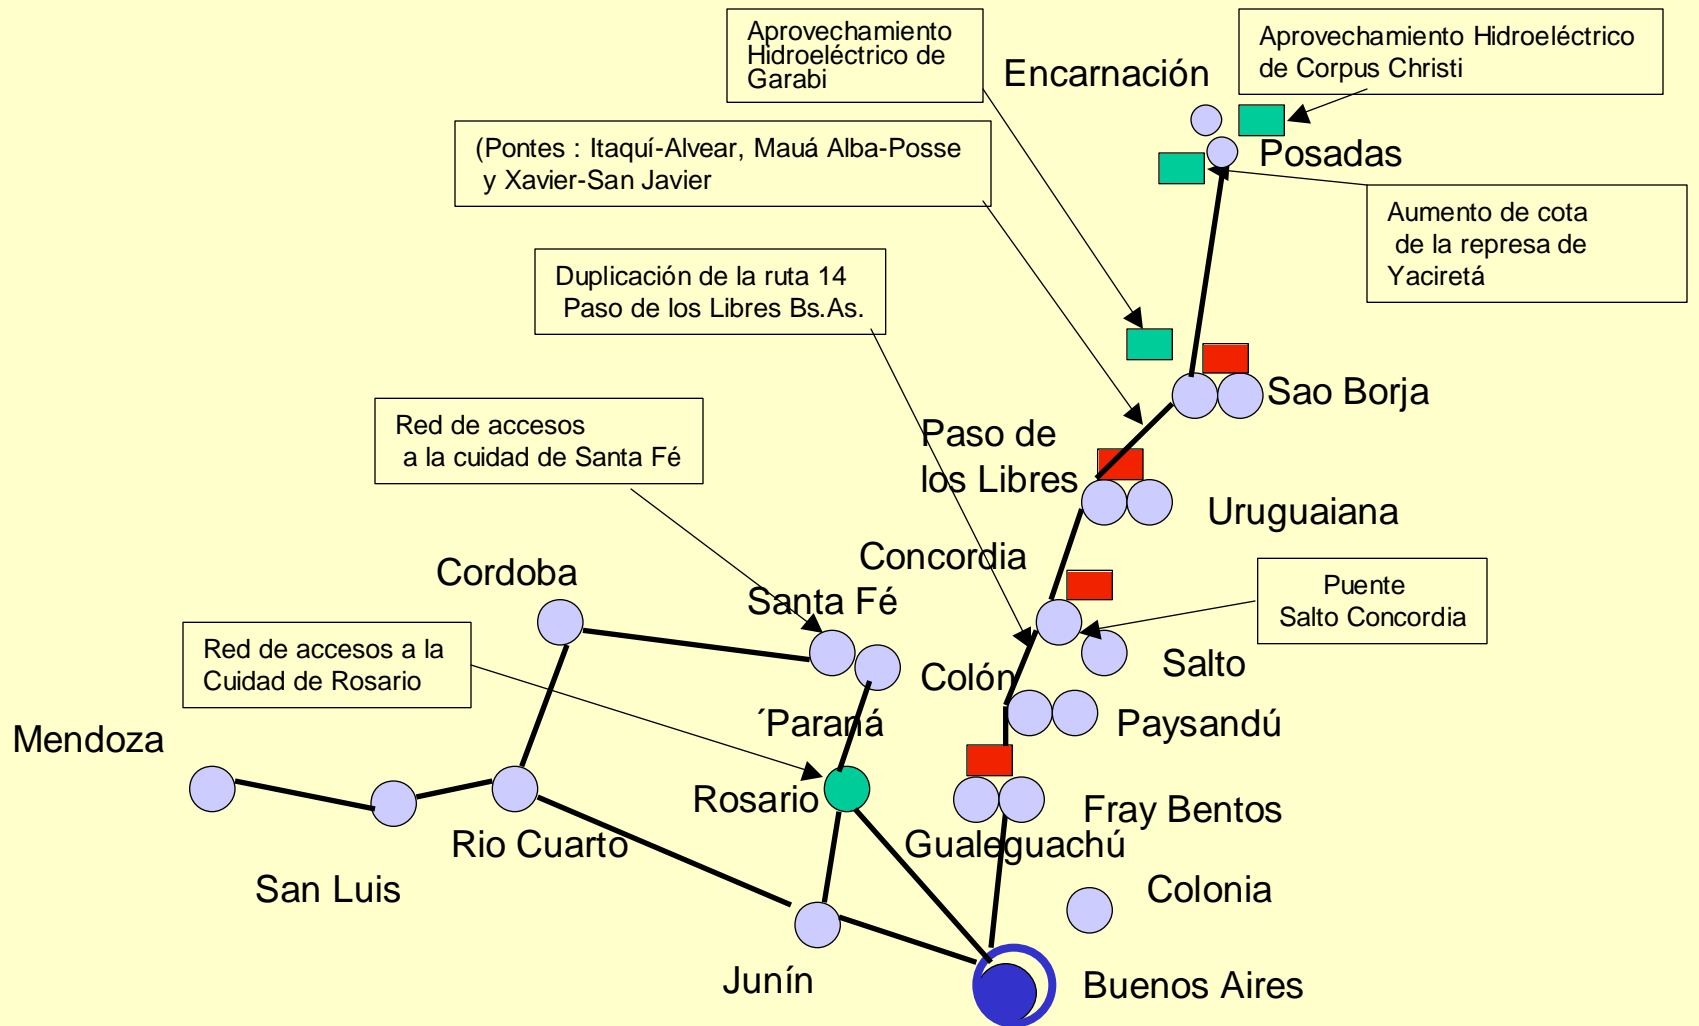 Aprovechamiento
Hidroeléctrico de
Garabi
Encarnación
Aprovechamiento Hidroeléctrico
de Corpus Christi
(Pontes : Itaquí-Alvear, Mauá Alba-Posse
y Xavier-San Javier
Posadas
Aumento de cota
de la represa de
Yaciretá
Duplicación de la ruta 14
Paso de los Libres Bs.As.
Sao Borja
Red de accesos
a la cuidad de Santa Fé
Paso de
los Libres
Uruguaiana
Concordia
Cordoba
Santa Fé
Puente
Salto Concordia
Red de accesos a la
Cuidad de Rosario
Colón
Salto
´Paraná
Paysandú
Mendoza
Rosario
Fray Bentos
Rio Cuarto
Gualeguachú
San Luis
Colonia
Junín
Buenos Aires